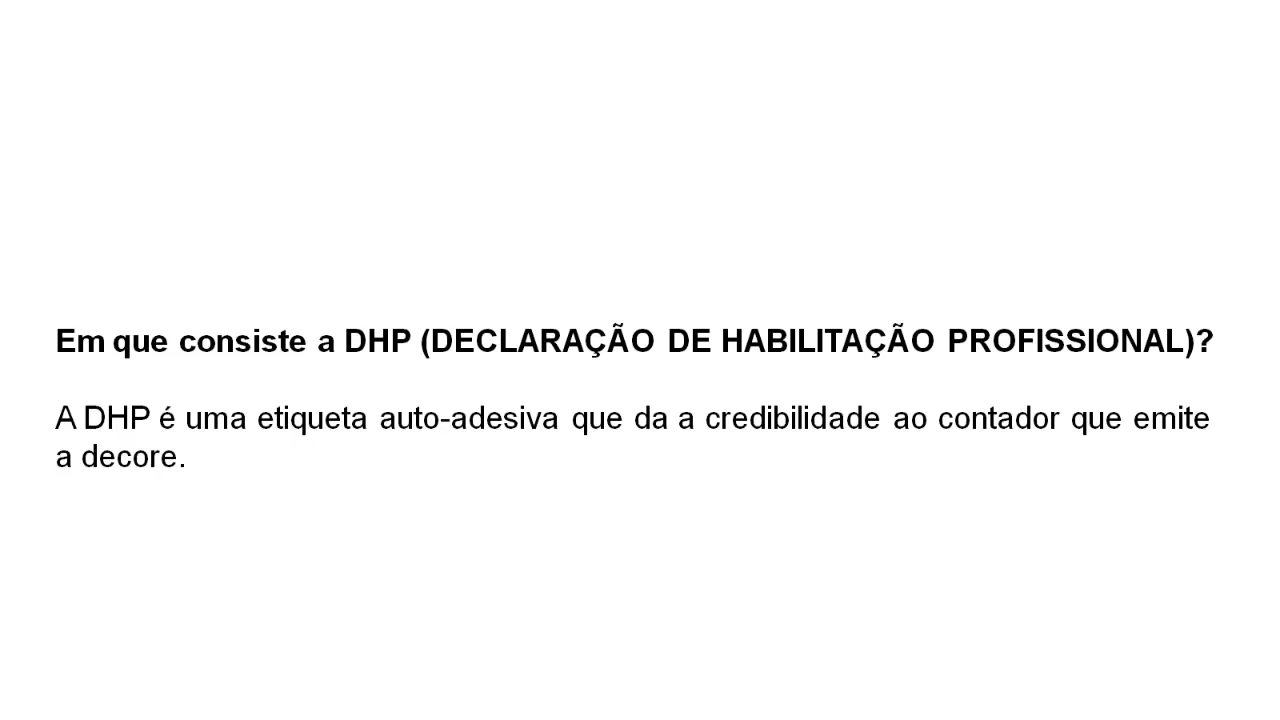 Em que consiste a DHP (DECLARAÇÃO DE HABILITAÇÃO PROFISSIONAL)?
A DHP é uma etiqueta auto-adesiva que da a credibilidade ao contador que emite
a decore.